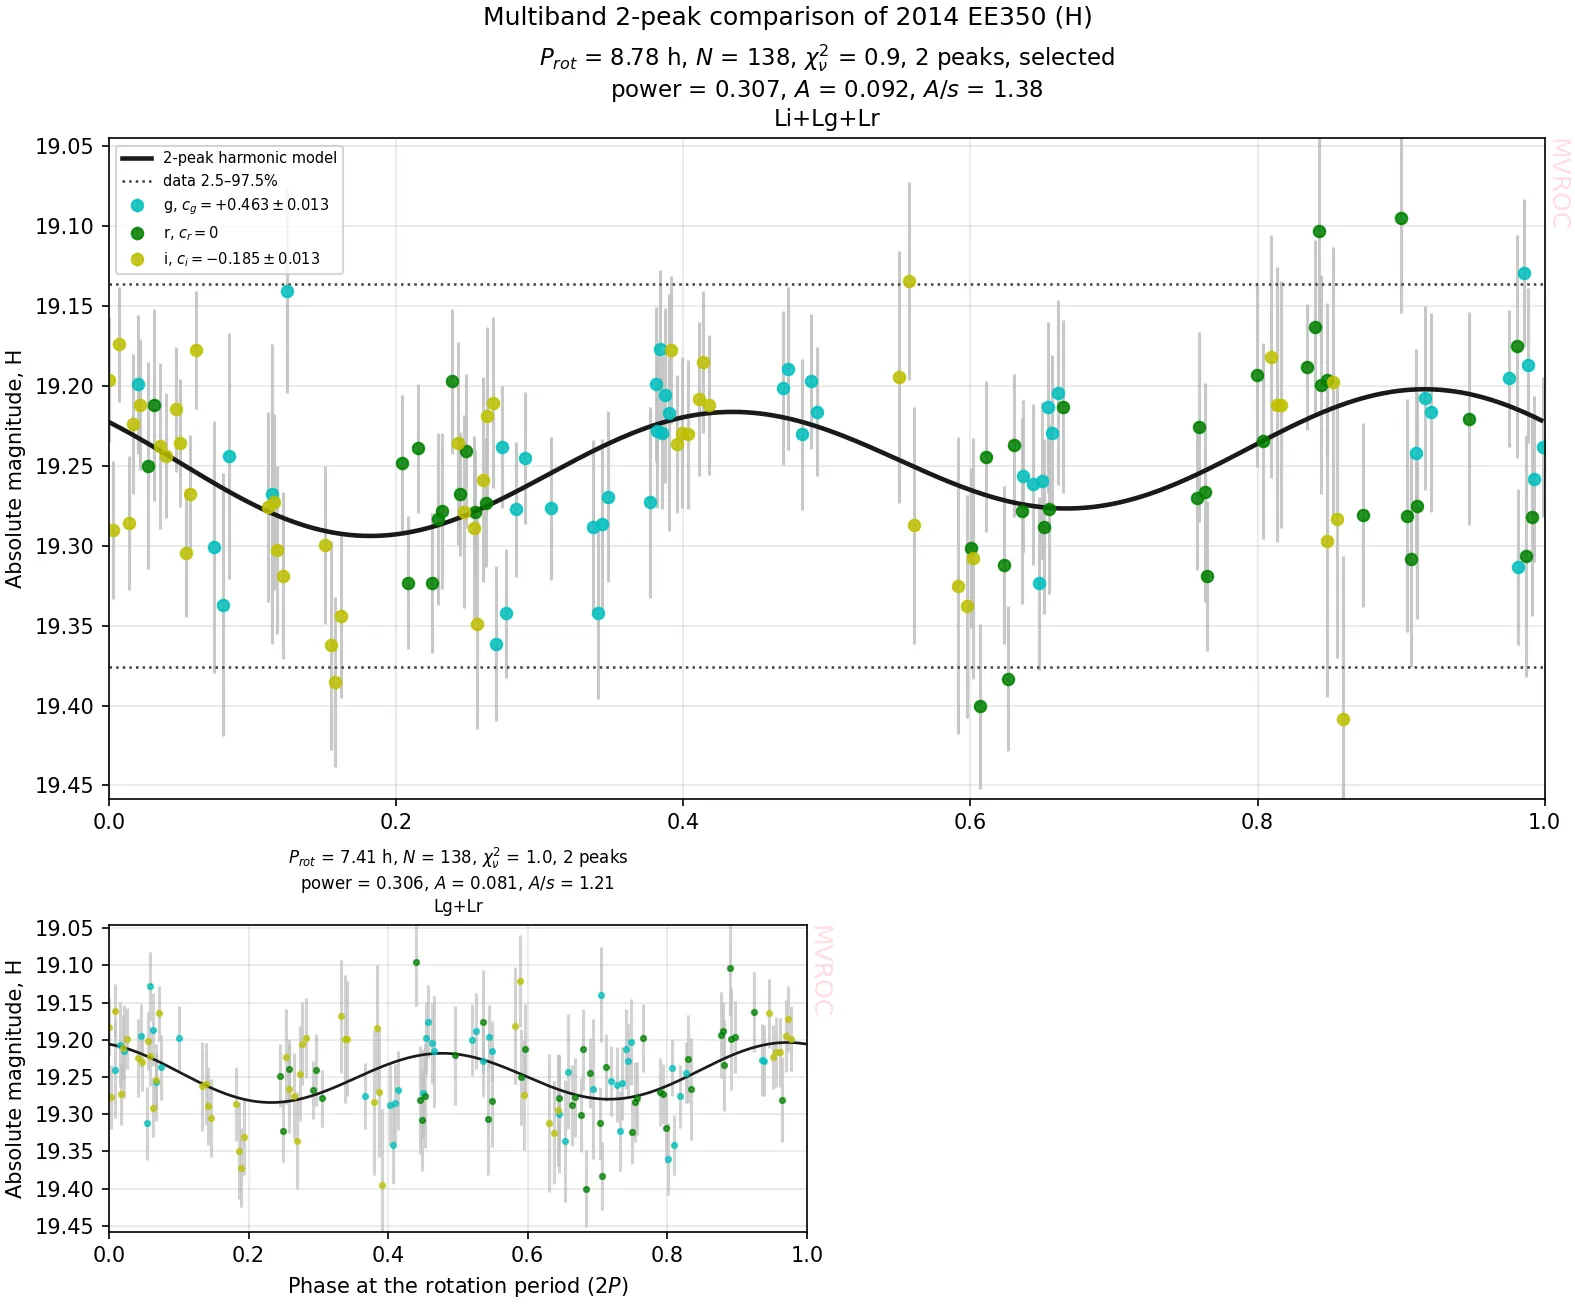 Multiband 2-peak comparison of 2014 EE350 (H)
P_rot = 8.78 h, N = 138, χ²_ν = 0.9, 2 peaks, selected
power = 0.307, A = 0.092, A/s = 1.38
Li+Lg+Lr
2-peak harmonic model
data 2.5–97.5%
g, c_g = +0.463 ± 0.013
r, c_r = 0
i, c_i = −0.185 ± 0.013
Absolute magnitude, H
19.05
19.10
19.15
19.20
19.25
19.30
19.35
19.40
19.45
0.0 0.2 0.4 0.6 0.8 1.0
MVROC
P_rot = 7.41 h, N = 138, χ²_ν = 1.0, 2 peaks
power = 0.306, A = 0.081, A/s = 1.21
Lg+Lr
Absolute magnitude, H
19.05
19.10
19.15
19.20
19.25
19.30
19.35
19.40
19.45
0.0 0.2 0.4 0.6 0.8 1.0
MVROC
Phase at the rotation period (2P)